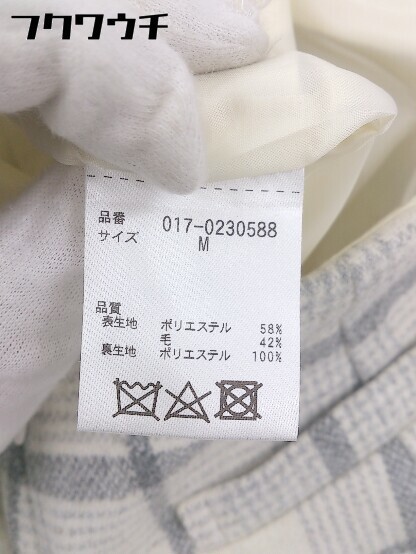 フクワウチ
品番 017-0230588
サイズ M
品質
表生地 ポリエステル 58%
毛 42%
裏生地 ポリエステル 100%